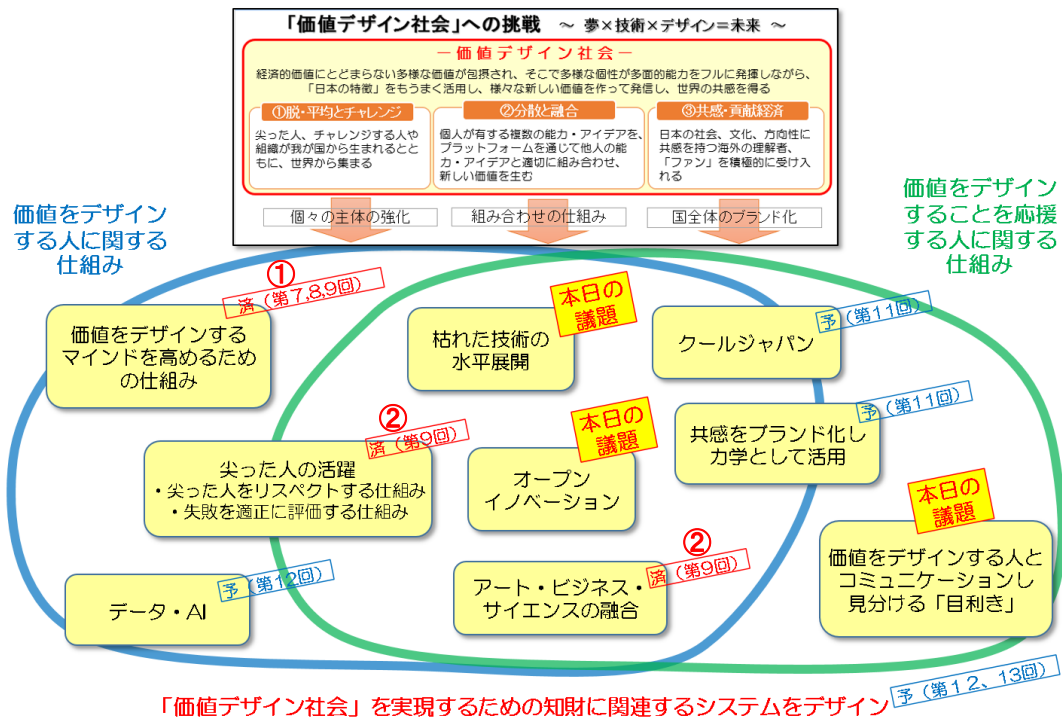 「価値デザイン社会」への挑戦 ～ 夢×技術×デザイン＝未来 ～
－価値デザイン社会－
経済的価値にとどまらない多様な価値が包摂され、そこで多様な個性が多面的能力をフルに発揮しながら、
「日本の特徴」をもうまく活用し、様々な新しい価値を作って発信し、世界の共感を得る
①脱・平均とチャレンジ
尖った人、チャレンジする人や
組織が我が国から生まれるとと
もに、世界から集まる
②分散と融合
個人が有する複数の能力・アイデアを、
プラットフォームを通じて他人の能
力・アイデアと適切に組み合わせ、
新しい価値を生む
③共感・貢献経済
日本の社会、文化、方向性に
共感を持つ海外の理解者、
「ファン」を積極的に受け入
れる
個々の主体の強化
組み合わせの仕組み
国全体のブランド化
価値をデザイン
する人に関する
仕組み
価値をデザイン
することを応援
する人に関する
仕組み
①
済（第7,8,9回）
価値をデザインする
マインドを高めるため
の仕組み
本日の
議題
枯れた技術の
水平展開
予（第11回）
クールジャパン
②
済（第9回）
尖った人の活躍
・尖った人をリスペクトする仕組み
・失敗を適正に評価する仕組み
本日の
議題
オープン
イノベーション
予（第11回）
共感をブランド化し
力学として活用
本日の
議題
価値をデザインする人と
コミュニケーションし
見分ける「目利き」
予（第12回）
データ・AI
②
済（第9回）
アート・ビジネス・
サイエンスの融合
「価値デザイン社会」を実現するための知財に関連するシステムをデザイン
予（第12、13回）